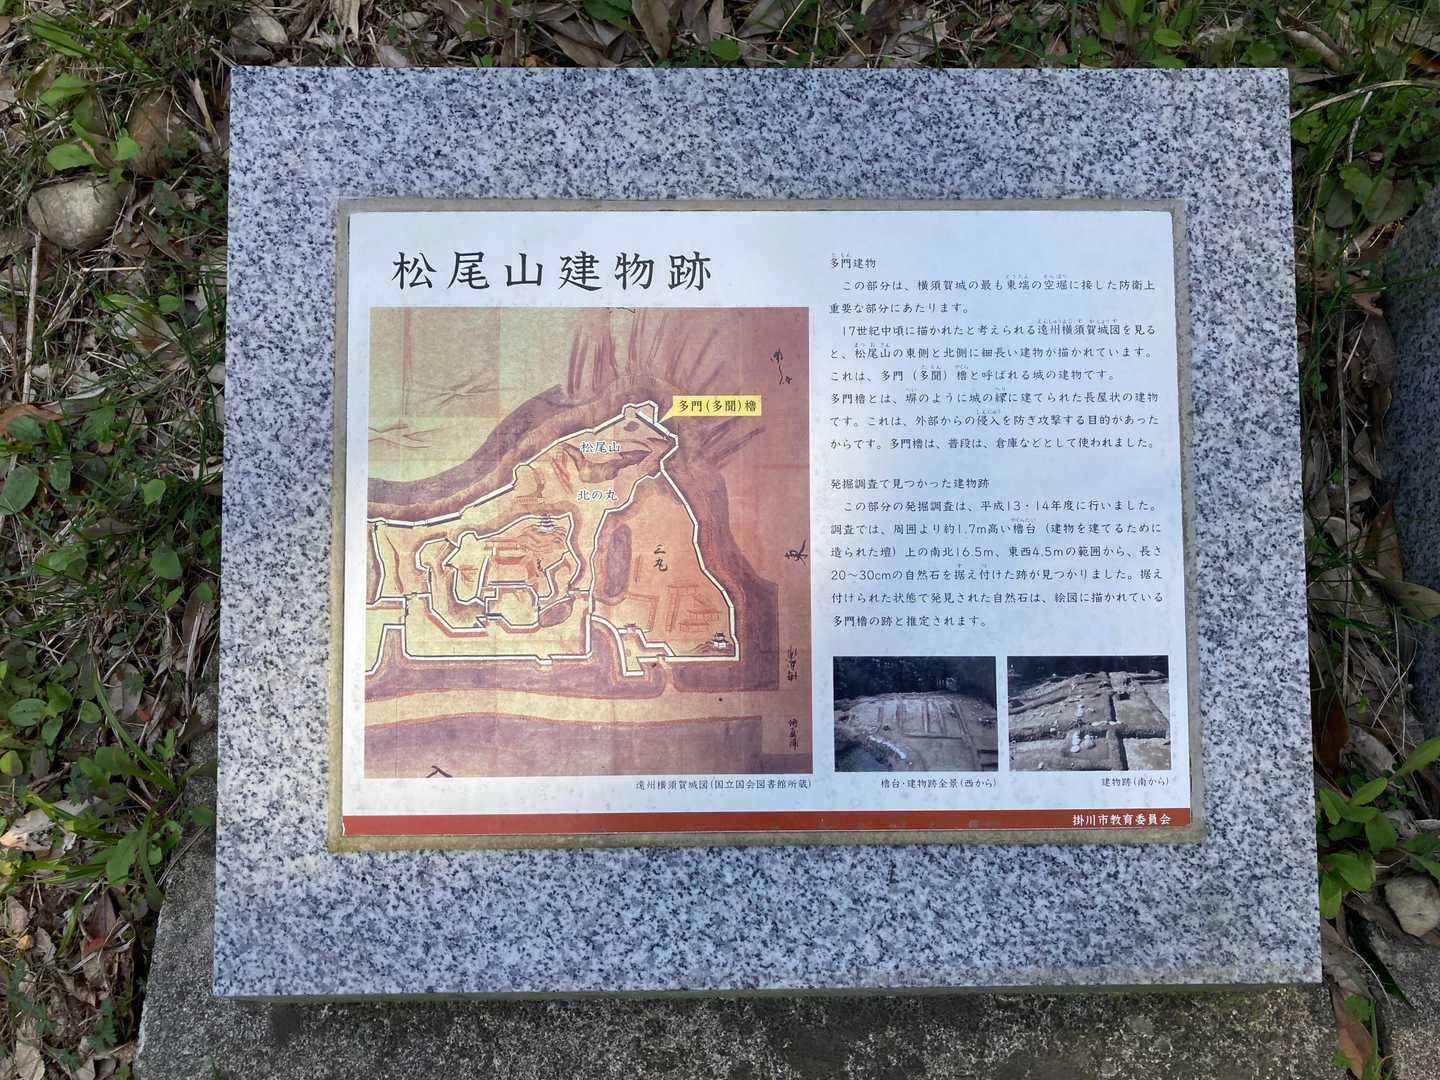 松尾山建物跡
多門(多聞)櫓
松尾山
北の丸
三丸
東
遠州横須賀城図(国立国会図書館所蔵)
多門建物
この部分は、横須賀城の最も東端の空堀に接した防衛上
重要な部分にあたります。
17世紀中頃に描かれたと考えられる遠州横須賀城図を見る
と、松尾山の東側と北側に細長い建物が描かれています。
これは、多門（多聞）櫓と呼ばれる城の建物です。
多門櫓とは、塀のように城の縁に建てられた長屋状の建物
です。これは、外部からの侵入を防ぎ攻撃する目的があった
からです。多門櫓は、普段は、倉庫などとして使われました。
発掘調査で見つかった建物跡
この部分の発掘調査は、平成13・14年度に行いました。
調査では、周囲より約1.7m高い櫓台（建物を建てるために
造られた壇）上の南北16.5m、東西4.5mの範囲から、長さ
20〜30cmの自然石を据え付けた跡が見つかりました。据え
付けられた状態で発見された自然石は、絵図に描かれている
多門櫓の跡と推定されます。
櫓台・建物跡全景(西から)
建物跡(南から)
掛川市教育委員会